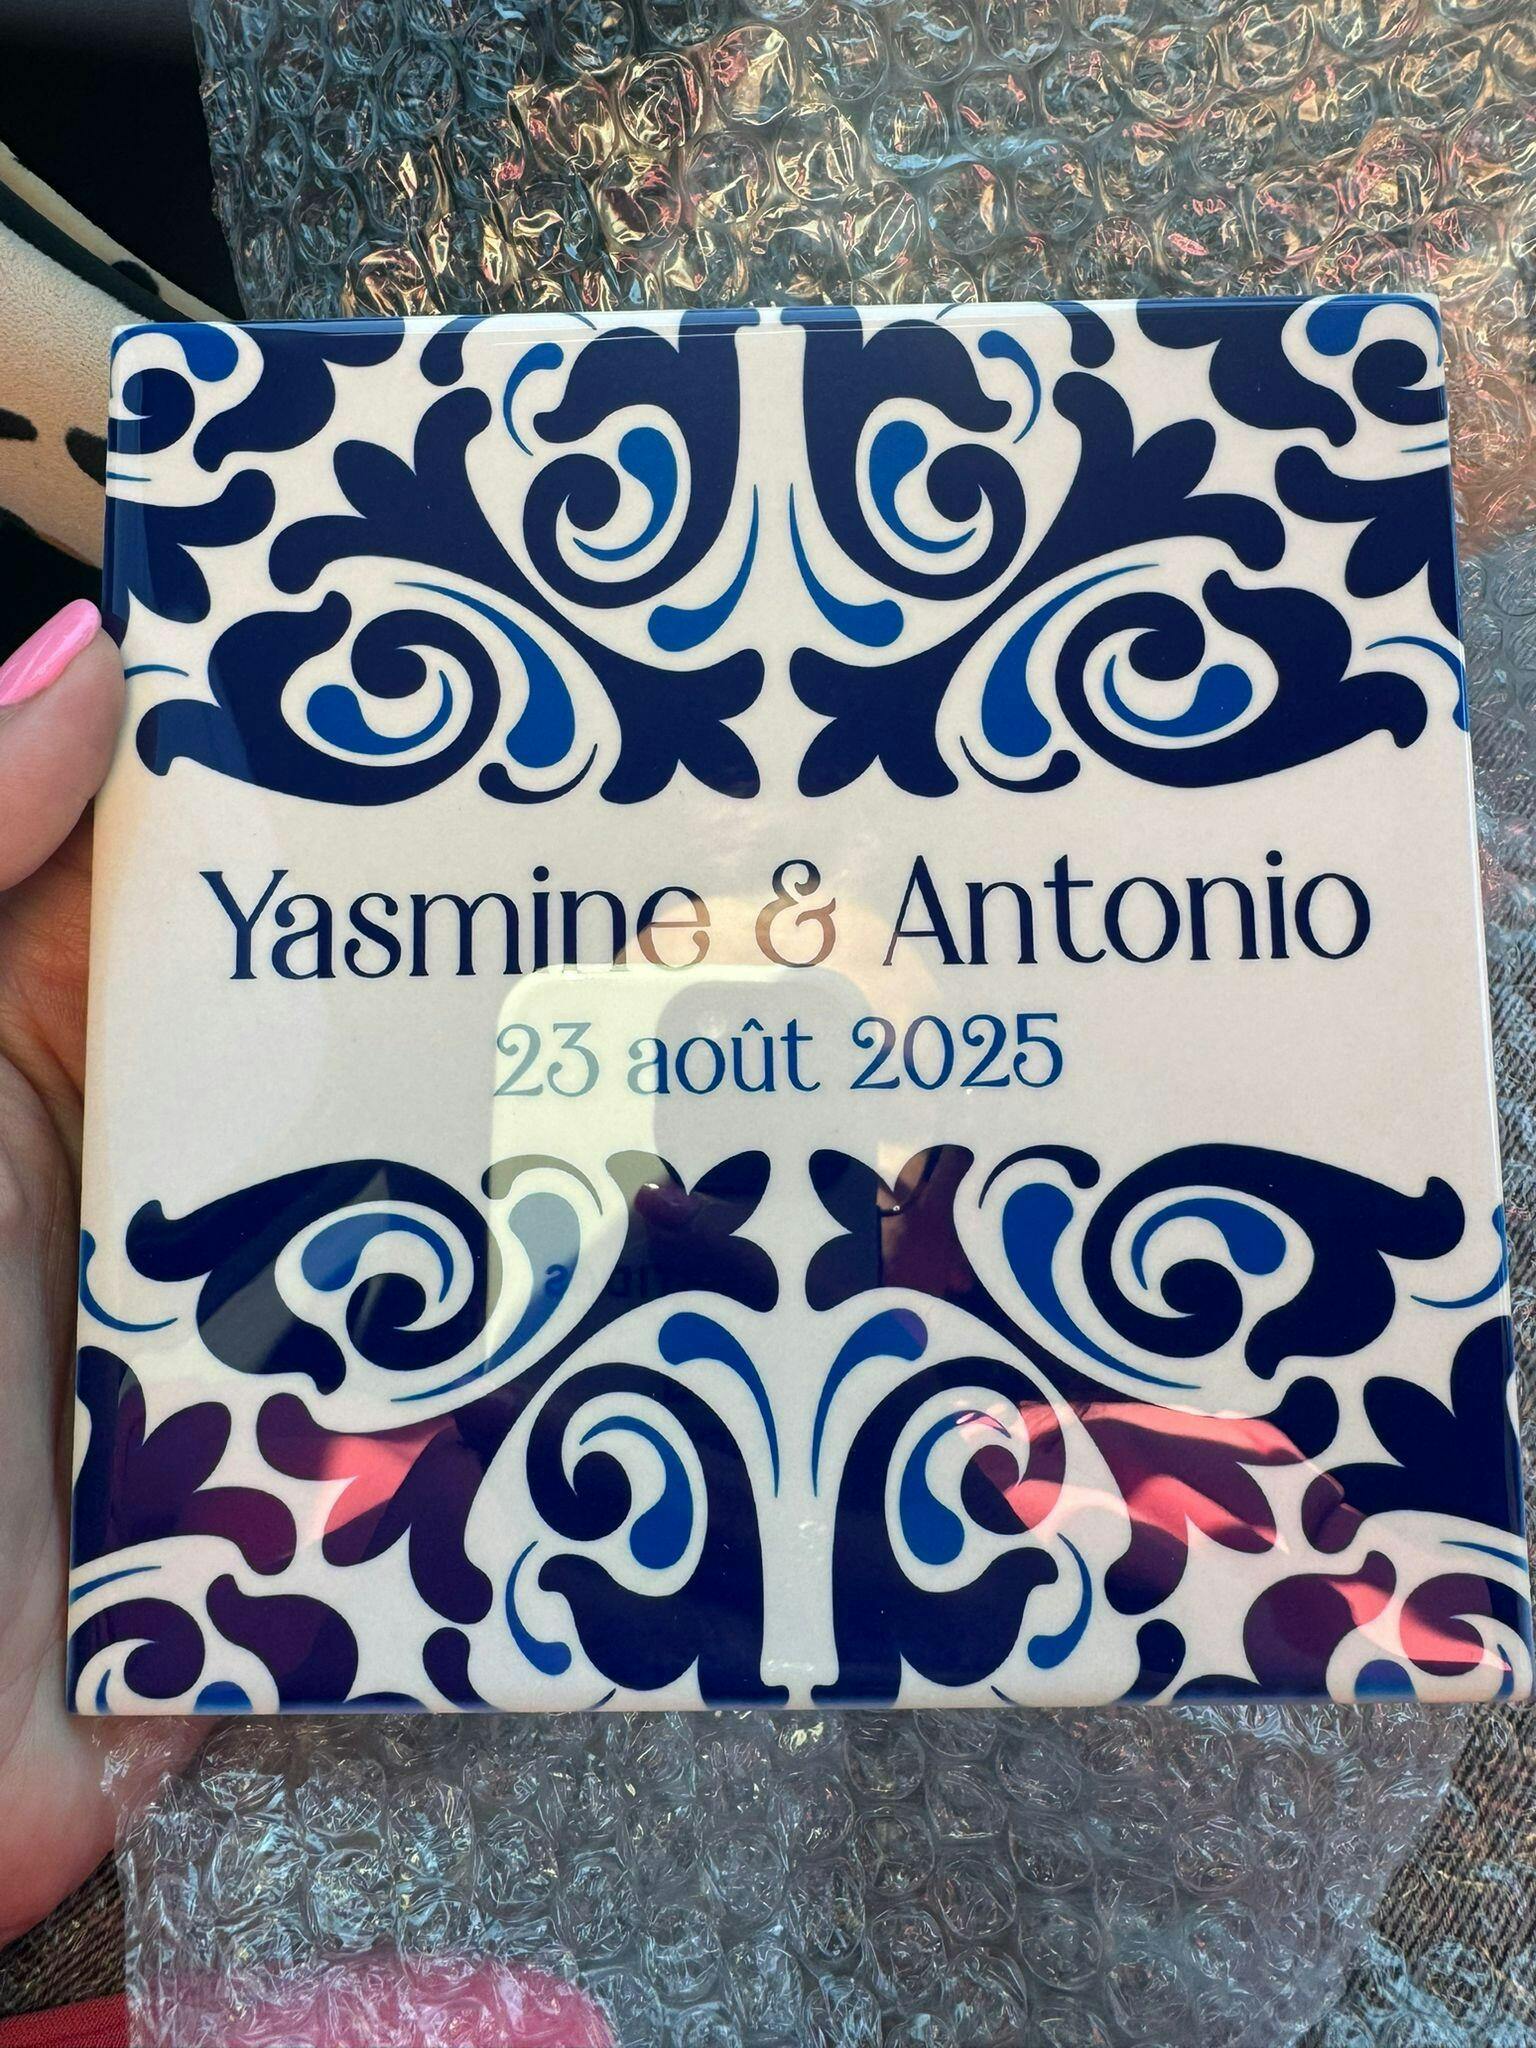 Yasmine & Antonio
23 août 2025